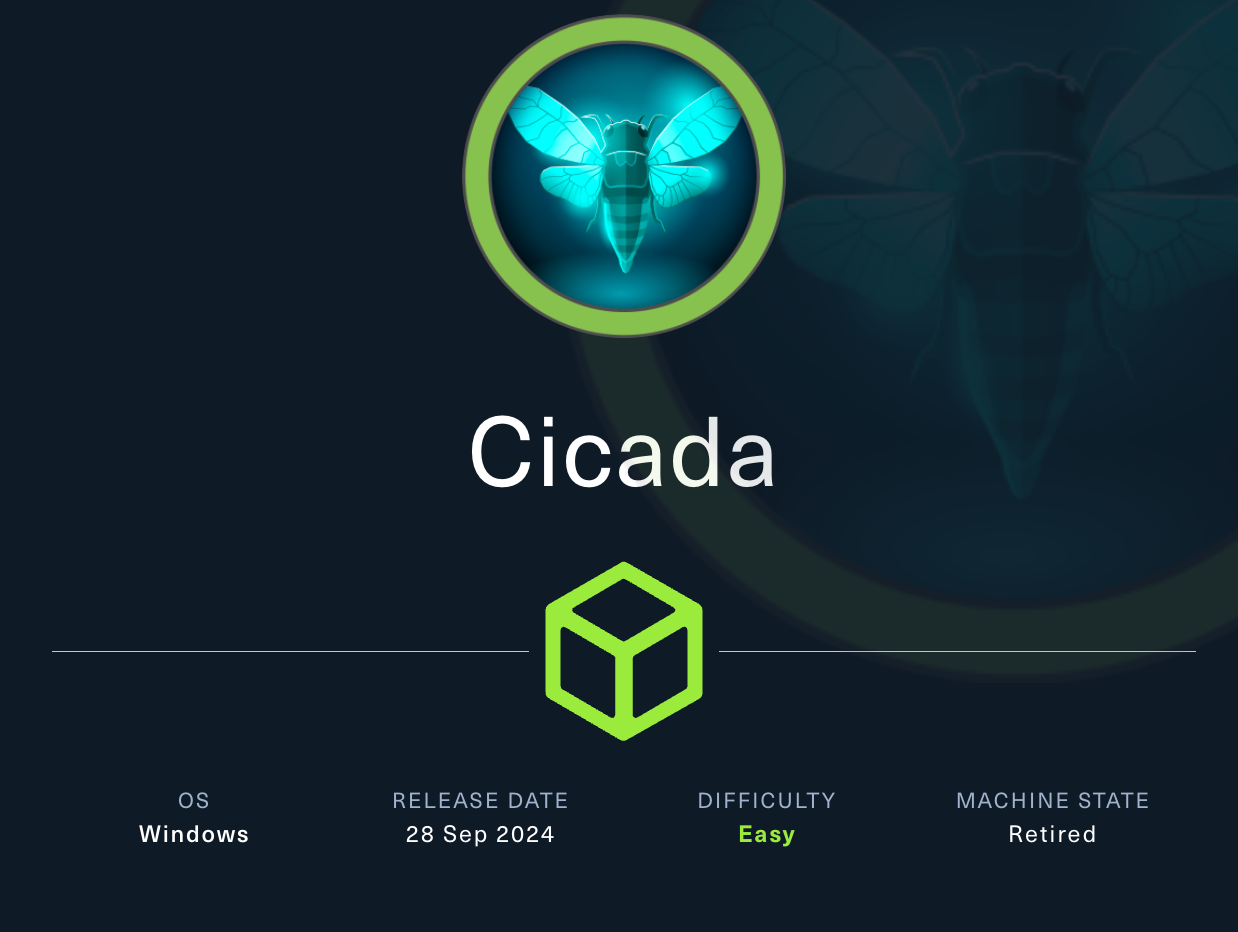 Cicada
OS
Windows
RELEASE DATE
28 Sep 2024
DIFFICULTY
Easy
MACHINE STATE
Retired